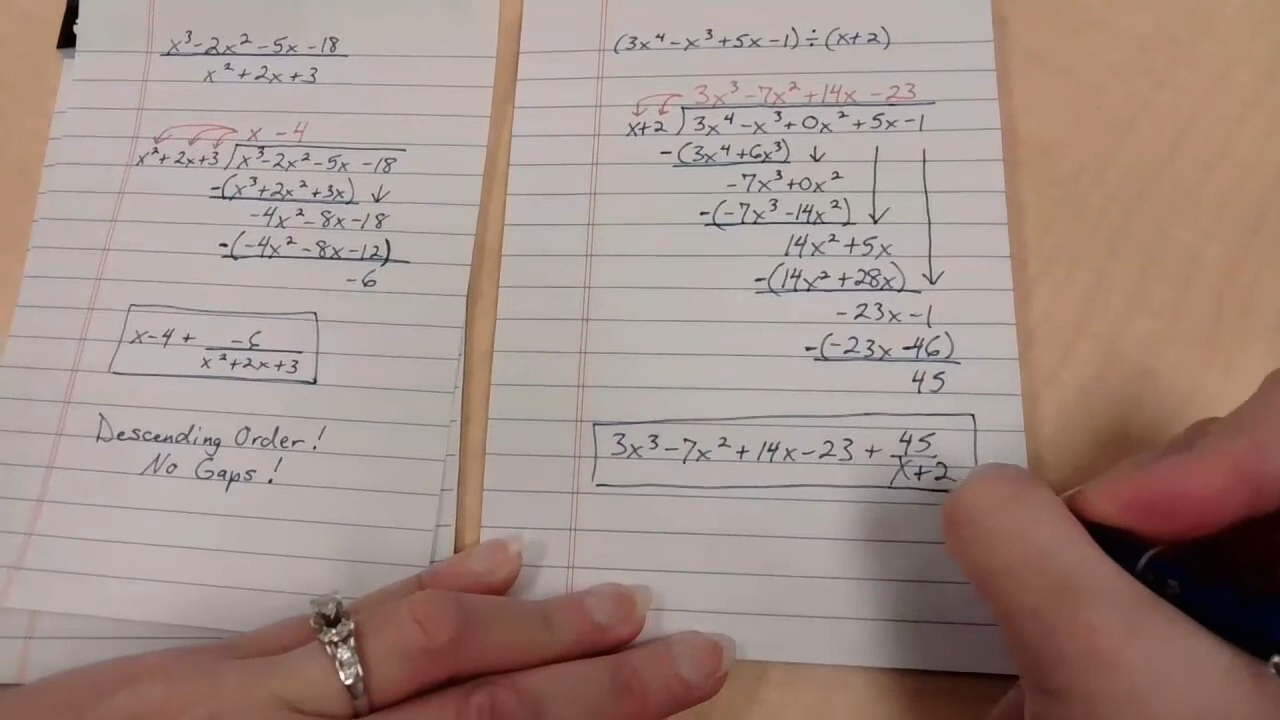 x³-2x²-5x-18
x²+2x+3
x -4
x²+2x+3 x³-2x²-5x -18
-(x³+2x²+3x) ↓
-4x²-8x-18
-(-4x²-8x-12)
-6
x-4 + -6
x²+2x+3
Descending Order!
No Gaps!
(3x⁴-x³+5x-1)÷(x+2)
3x³-7x²+14x-23
x+2 3x⁴-x³+0x²+5x-1
-(3x⁴+6x³) ↓
-7x³+0x²
-(-7x³-14x²)
14x²+5x
-(14x²+28x)
-23x-1
-(-23x-46)
45
3x³-7x²+14x-23 + 45
x+2